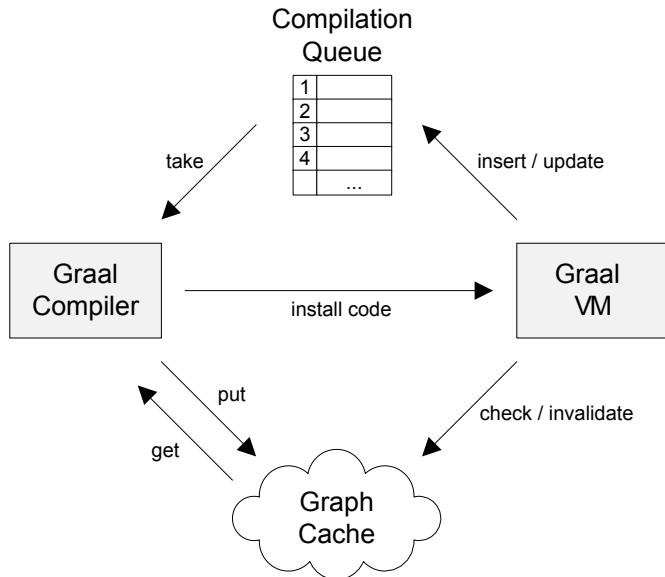 Compilation
Queue
1
2
3
4
...
take
insert / update
Graal
Compiler
install code
Graal
VM
put
get
check / invalidate
Graph
Cache